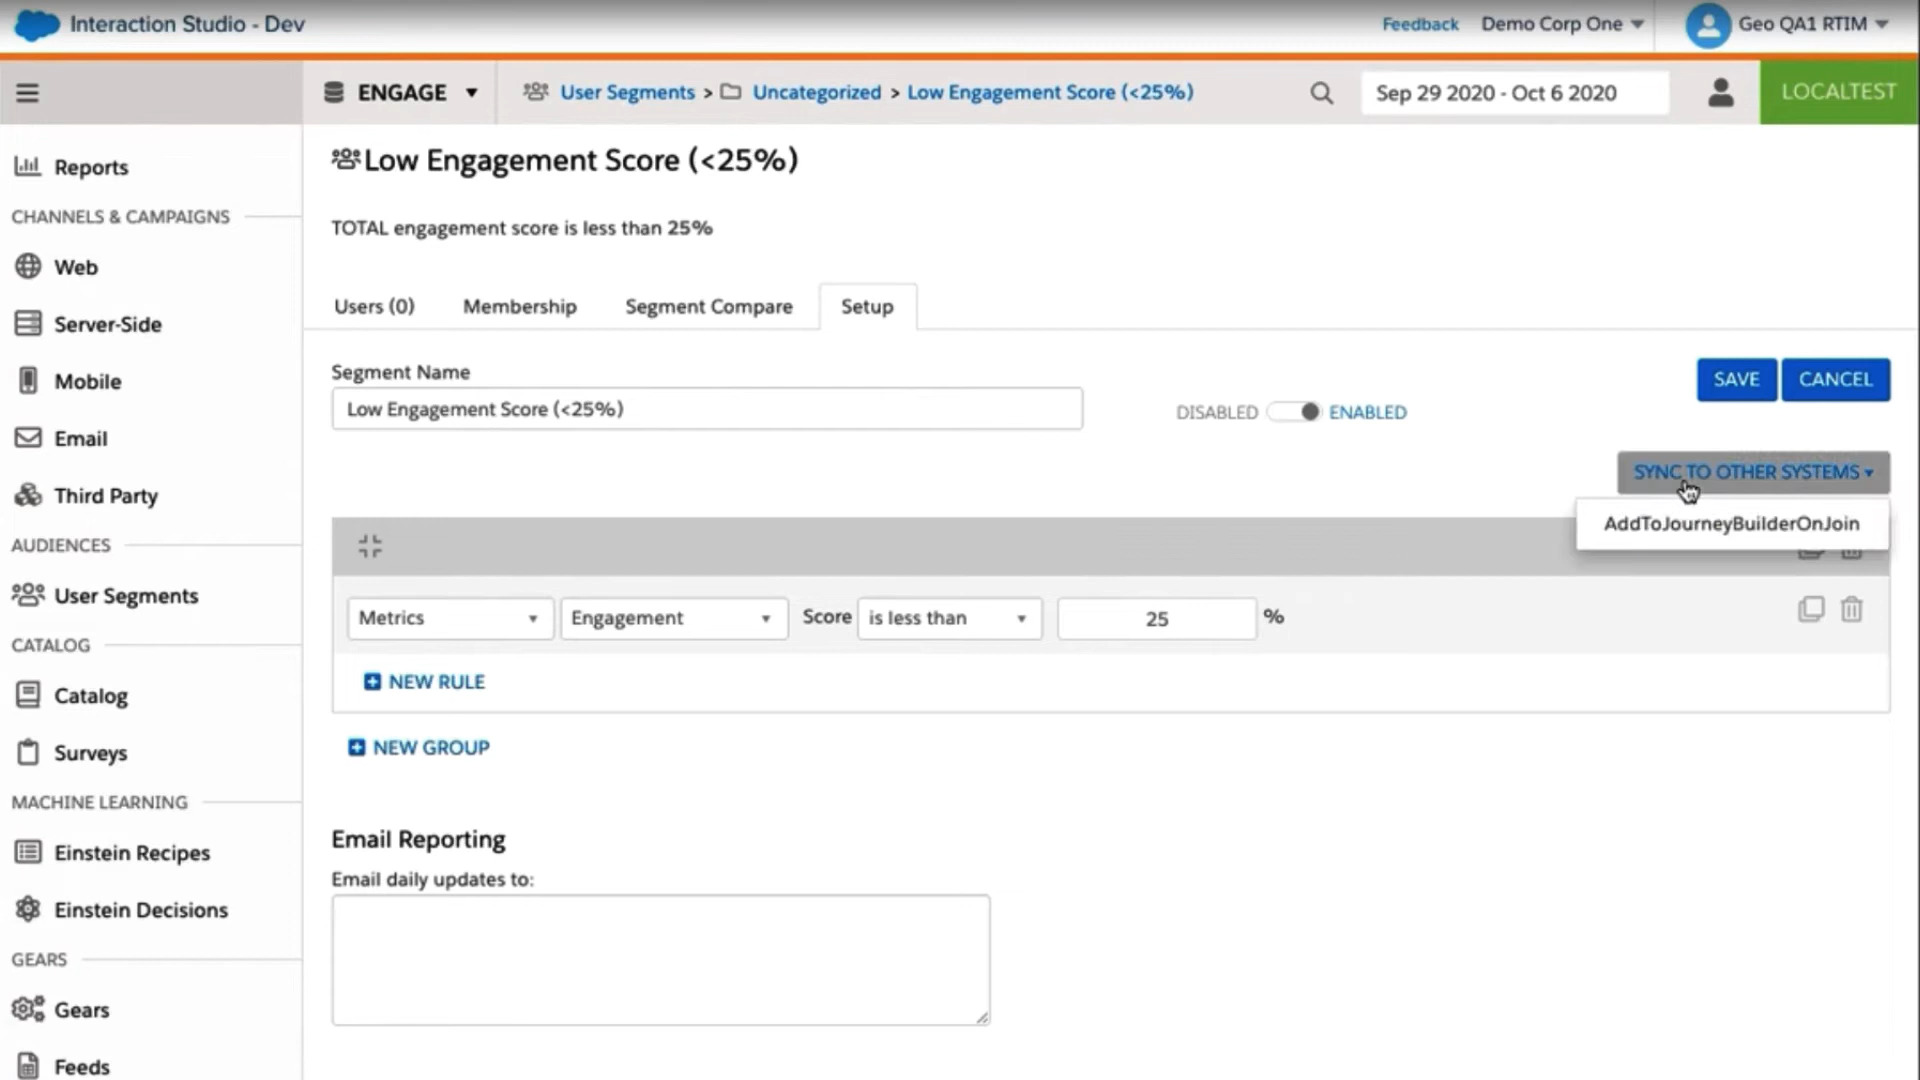 Interaction Studio - Dev
Feedback
Demo Corp One
Geo QA1 RTIM
ENGAGE
User Segments > Uncategorized > Low Engagement Score (<25%)
Sep 29 2020 - Oct 6 2020
LOCALTEST
Reports
CHANNELS & CAMPAIGNS
Web
Server-Side
Mobile
Email
Third Party
AUDIENCES
User Segments
CATALOG
Catalog
Surveys
MACHINE LEARNING
Einstein Recipes
Einstein Decisions
GEARS
Gears
Feeds
Low Engagement Score (<25%)
TOTAL engagement score is less than 25%
Users (0)
Membership
Segment Compare
Setup
Segment Name
Low Engagement Score (<25%)
DISABLED
ENABLED
SAVE
CANCEL
SYNC TO OTHER SYSTEMS
AddToJourneyBuilderOnJoin
Metrics
Engagement
Score
is less than
25
%
NEW RULE
NEW GROUP
Email Reporting
Email daily updates to: